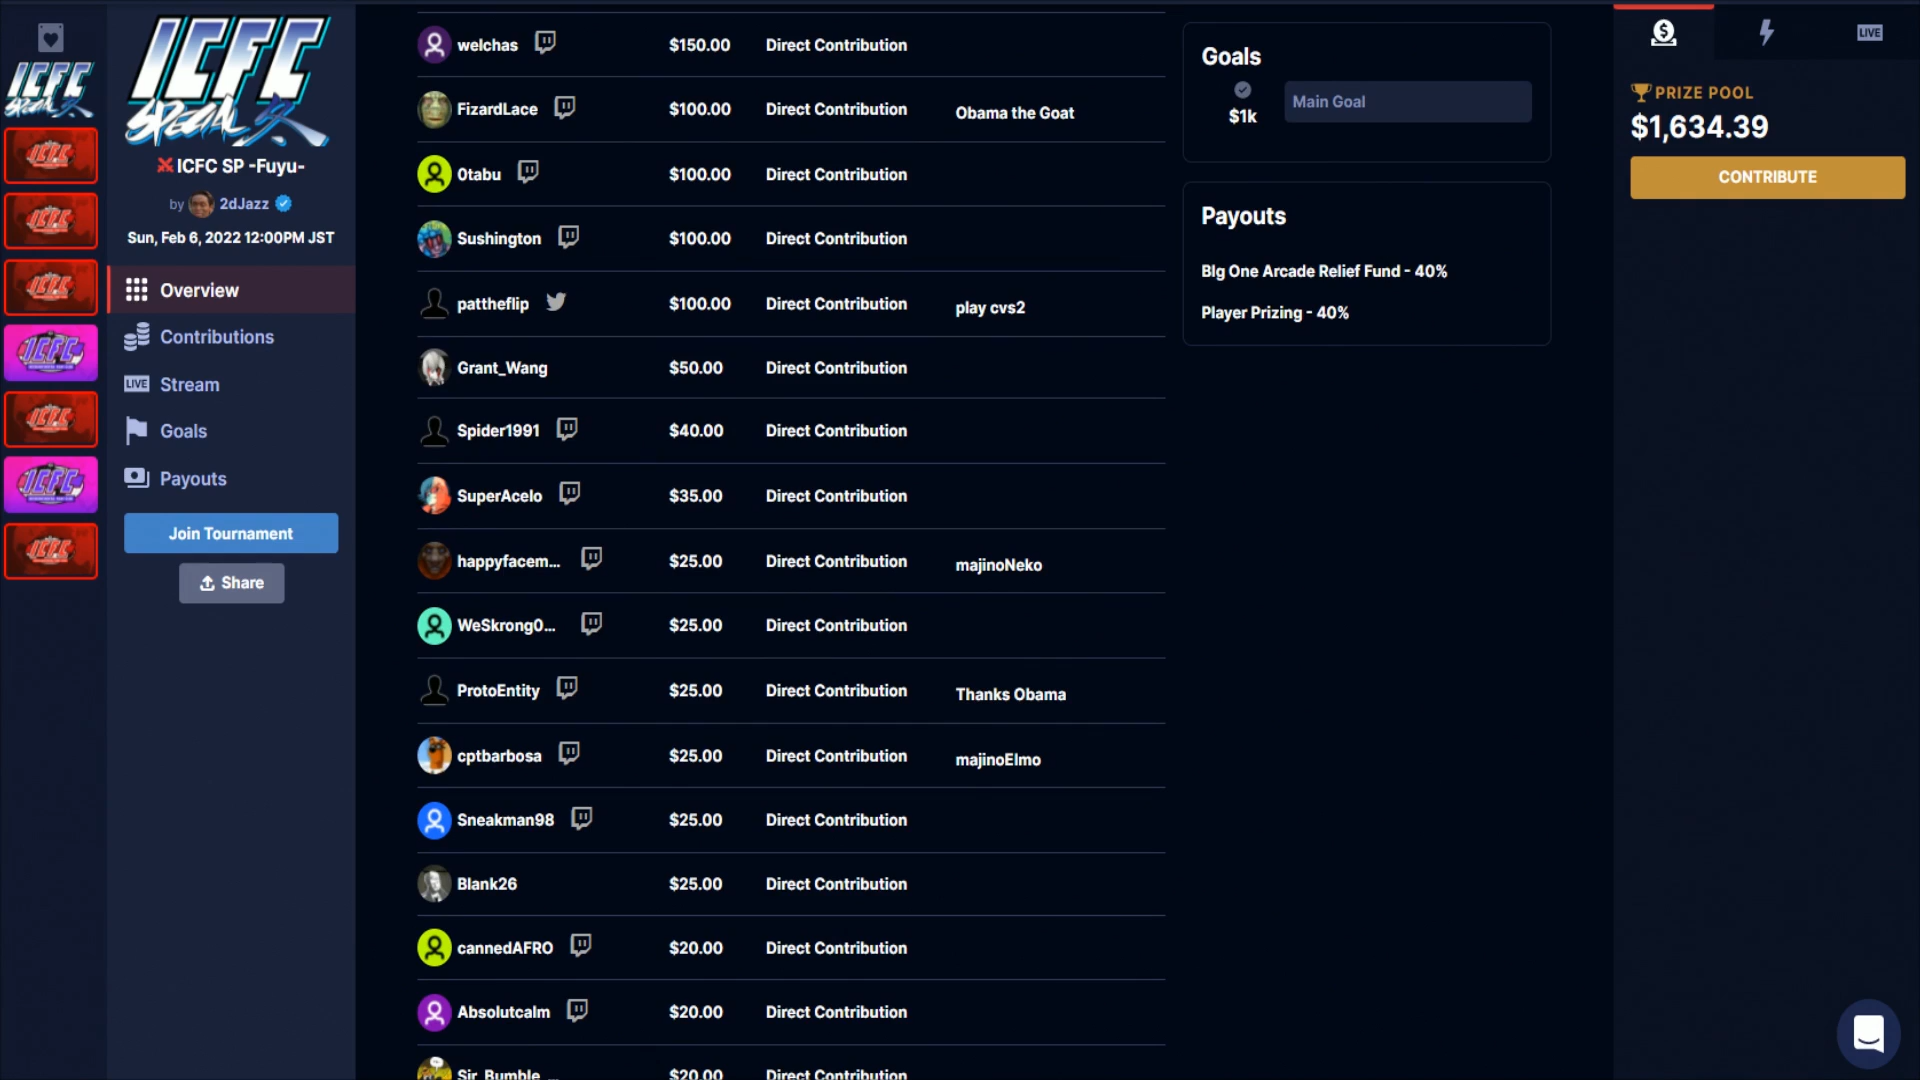 ICFC
SPECIAL 冬
ICFC SP -Fuyu-
by 2dJazz
Sun, Feb 6, 2022 12:00PM JST
Overview
Contributions
LIVE Stream
Goals
Payouts
Join Tournament
Share
welchas $150.00 Direct Contribution
FizardLace $100.00 Direct Contribution Obama the Goat
0tabu $100.00 Direct Contribution
Sushington $100.00 Direct Contribution
pattheflip $100.00 Direct Contribution play cvs2
Grant_Wang $50.00 Direct Contribution
Spider1991 $40.00 Direct Contribution
SuperAcelo $35.00 Direct Contribution
happyfacem... $25.00 Direct Contribution majinoNeko
WeSkrong0... $25.00 Direct Contribution
ProtoEntity $25.00 Direct Contribution Thanks Obama
cptbarbosa $25.00 Direct Contribution majinoElmo
Sneakman98 $25.00 Direct Contribution
Blank26 $25.00 Direct Contribution
cannedAFRO $20.00 Direct Contribution
Absolutcalm $20.00 Direct Contribution
Sir_Bumble_... $20.00 Direct Contribution
Goals
$1k Main Goal
Payouts
BIg One Arcade Relief Fund - 40%
Player Prizing - 40%
LIVE
PRIZE POOL
$1,634.39
CONTRIBUTE